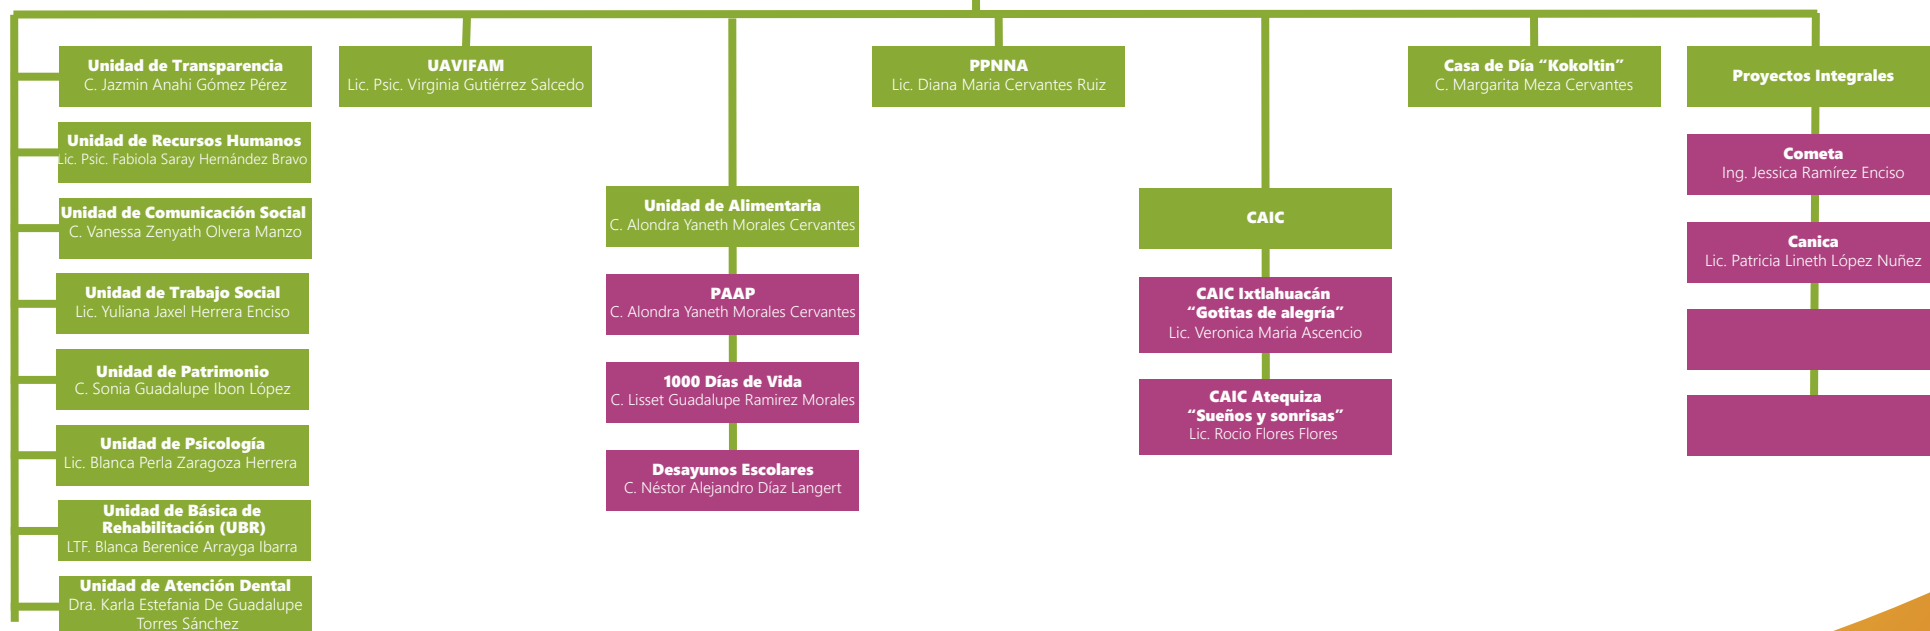 Unidad de Transparencia
C. Jazmin Anahi Gómez Pérez
Unidad de Recursos Humanos
Lic. Psic. Fabiola Saray Hernández Bravo
Unidad de Comunicación Social
C. Vanessa Zenyath Olvera Manzo
Unidad de Trabajo Social
Lic. Yuliana Jaxel Herrera Enciso
Unidad de Patrimonio
C. Sonia Guadalupe Ibon López
Unidad de Psicología
Lic. Blanca Perla Zaragoza Herrera
Unidad de Básica de
Rehabilitación (UBR)
LTF. Blanca Berenice Arrayga Ibarra
Unidad de Atención Dental
Dra. Karla Estefania De Guadalupe
Torres Sánchez
UAVIFAM
Lic. Psic. Virginia Gutiérrez Salcedo
Unidad de Alimentaria
C. Alondra Yaneth Morales Cervantes
PAAP
C. Alondra Yaneth Morales Cervantes
1000 Días de Vida
C. Lisset Guadalupe Ramirez Morales
Desayunos Escolares
C. Néstor Alejandro Díaz Langert
PPNNA
Lic. Diana Maria Cervantes Ruiz
CAIC
CAIC Ixtlahuacán
“Gotitas de alegría”
Lic. Veronica Maria Ascencio
CAIC Atequiza
“Sueños y sonrisas”
Lic. Rocio Flores Flores
Casa de Día “Kokoltin”
C. Margarita Meza Cervantes
Proyectos Integrales
Cometa
Ing. Jessica Ramírez Enciso
Canica
Lic. Patricia Lineth López Nuñez